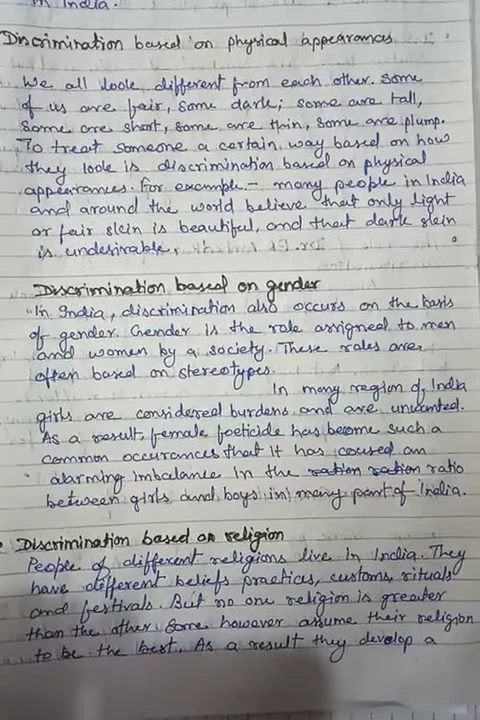 in India.
Discrimination based on physical appearances
We all look different from each other. Some
of us are fair, some dark; some are tall,
some are short, some are thin, some are plump.
To treat someone a certain way based on how
they look is discrimination based on physical
appearances. For example - many people in India
and around the world believe that only light
or fair skin is beautiful, and that dark skin
is undesirable.
Discrimination based on gender
In India, discrimination also occurs on the basis
of gender. Gender is the role assigned to men
and women by a society. These roles are
often based on stereotypes.
In many region of India
girls are considered burdens and are unwanted.
As a result, female foeticide has become such a
common occurances that it has caused an
alarming imbalance in the ration ration ratio
between girls and boys in many part of India.
Discrimination based on religion
People of different religions live in India. They
have different beliefs practices, customs, rituals
and festivals. But no one religion is greater
than the other. Some however assume their religion
to be the best. As a result they develop a